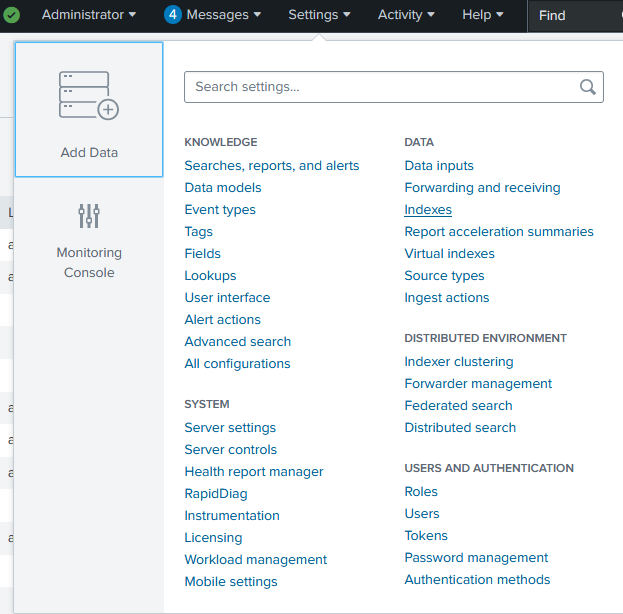 Administrator 4 Messages Settings Activity Help Find
Add Data
Monitoring
Console
Search settings...
KNOWLEDGE
Searches, reports, and alerts
Data models
Event types
Tags
Fields
Lookups
User interface
Alert actions
Advanced search
All configurations
SYSTEM
Server settings
Server controls
Health report manager
RapidDiag
Instrumentation
Licensing
Workload management
Mobile settings
DATA
Data inputs
Forwarding and receiving
Indexes
Report acceleration summaries
Virtual indexes
Source types
Ingest actions
DISTRIBUTED ENVIRONMENT
Indexer clustering
Forwarder management
Federated search
Distributed search
USERS AND AUTHENTICATION
Roles
Users
Tokens
Password management
Authentication methods